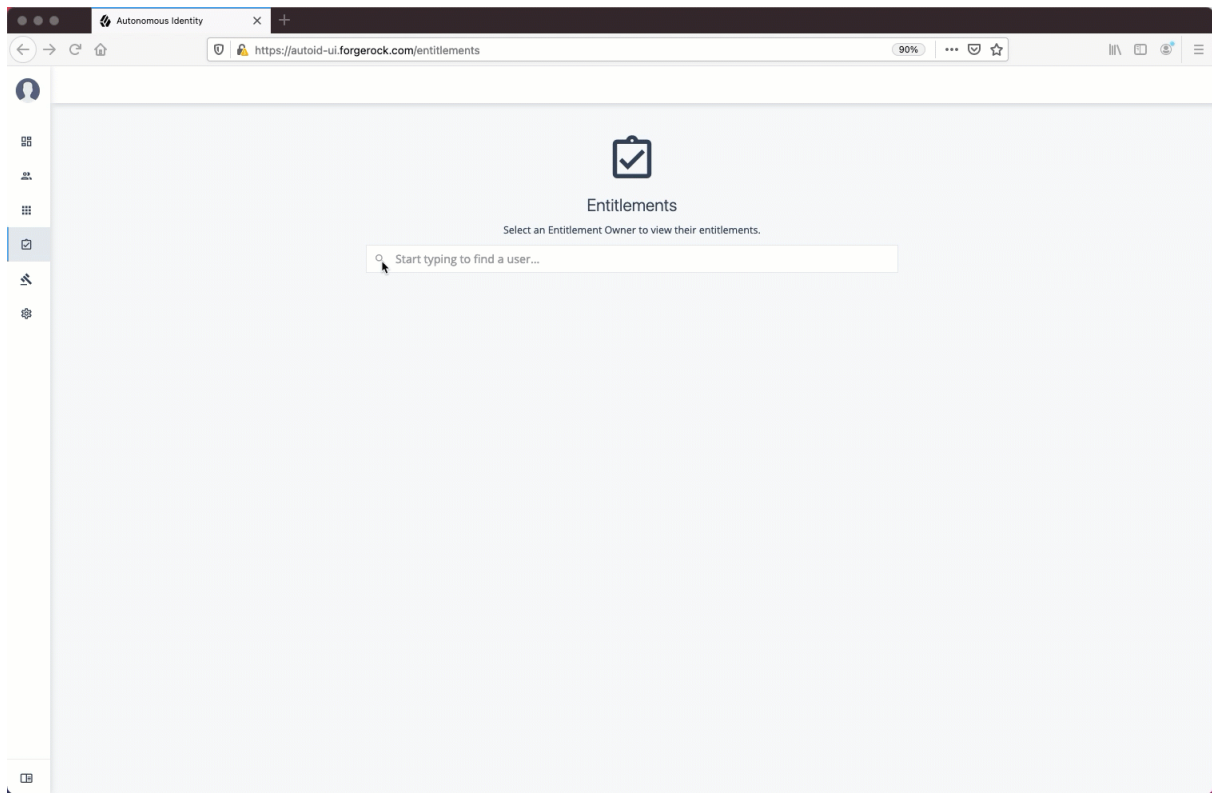 Autonomous Identity
https://autoid-ui.forgerock.com/entitlements
90%
Entitlements
Select an Entitlement Owner to view their entitlements.
Start typing to find a user...